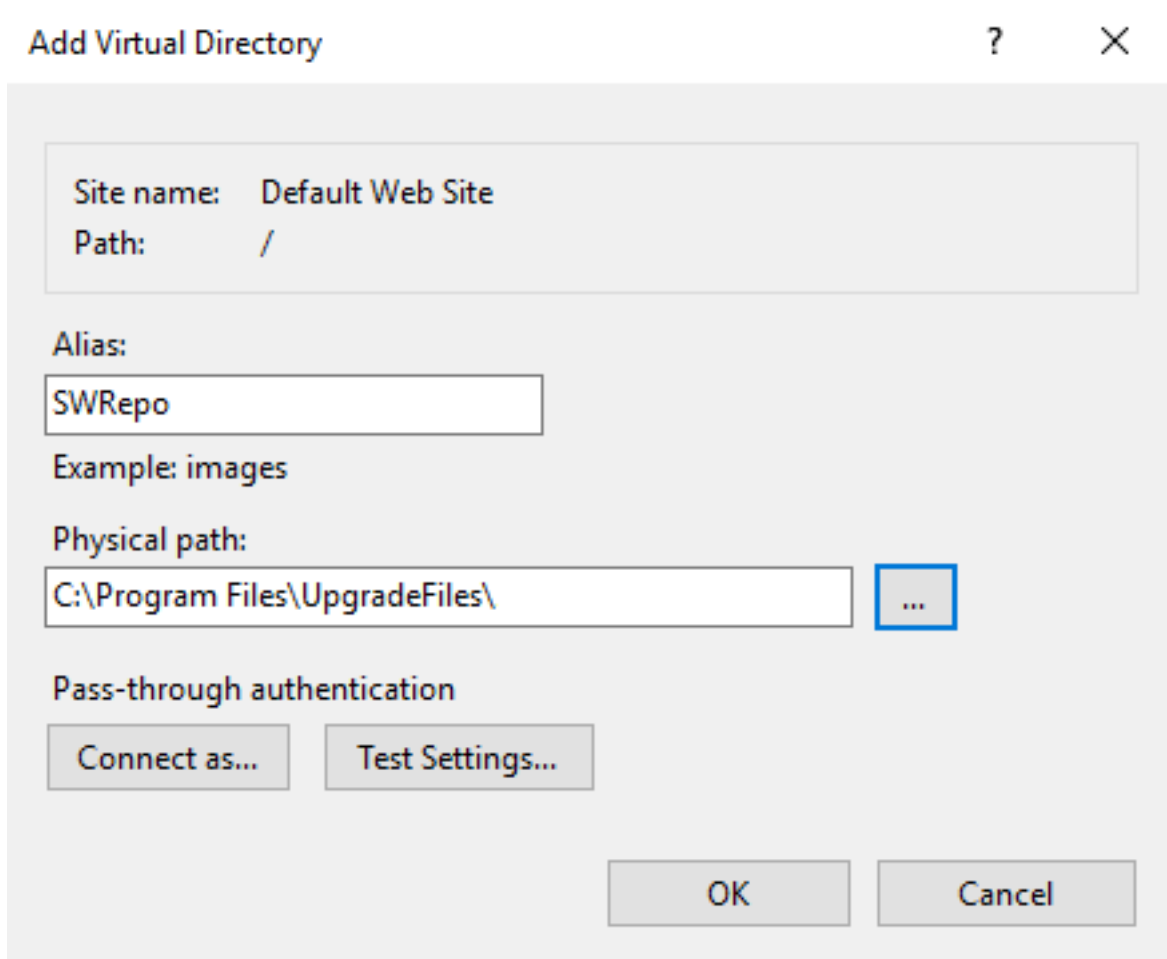 Add Virtual Directory ?
Site name: Default Web Site
Path: /
Alias:
SWRepo
Example: images
Physical path:
C:\Program Files\UpgradeFiles\ ...
Pass-through authentication
Connect as... Test Settings...
OK Cancel